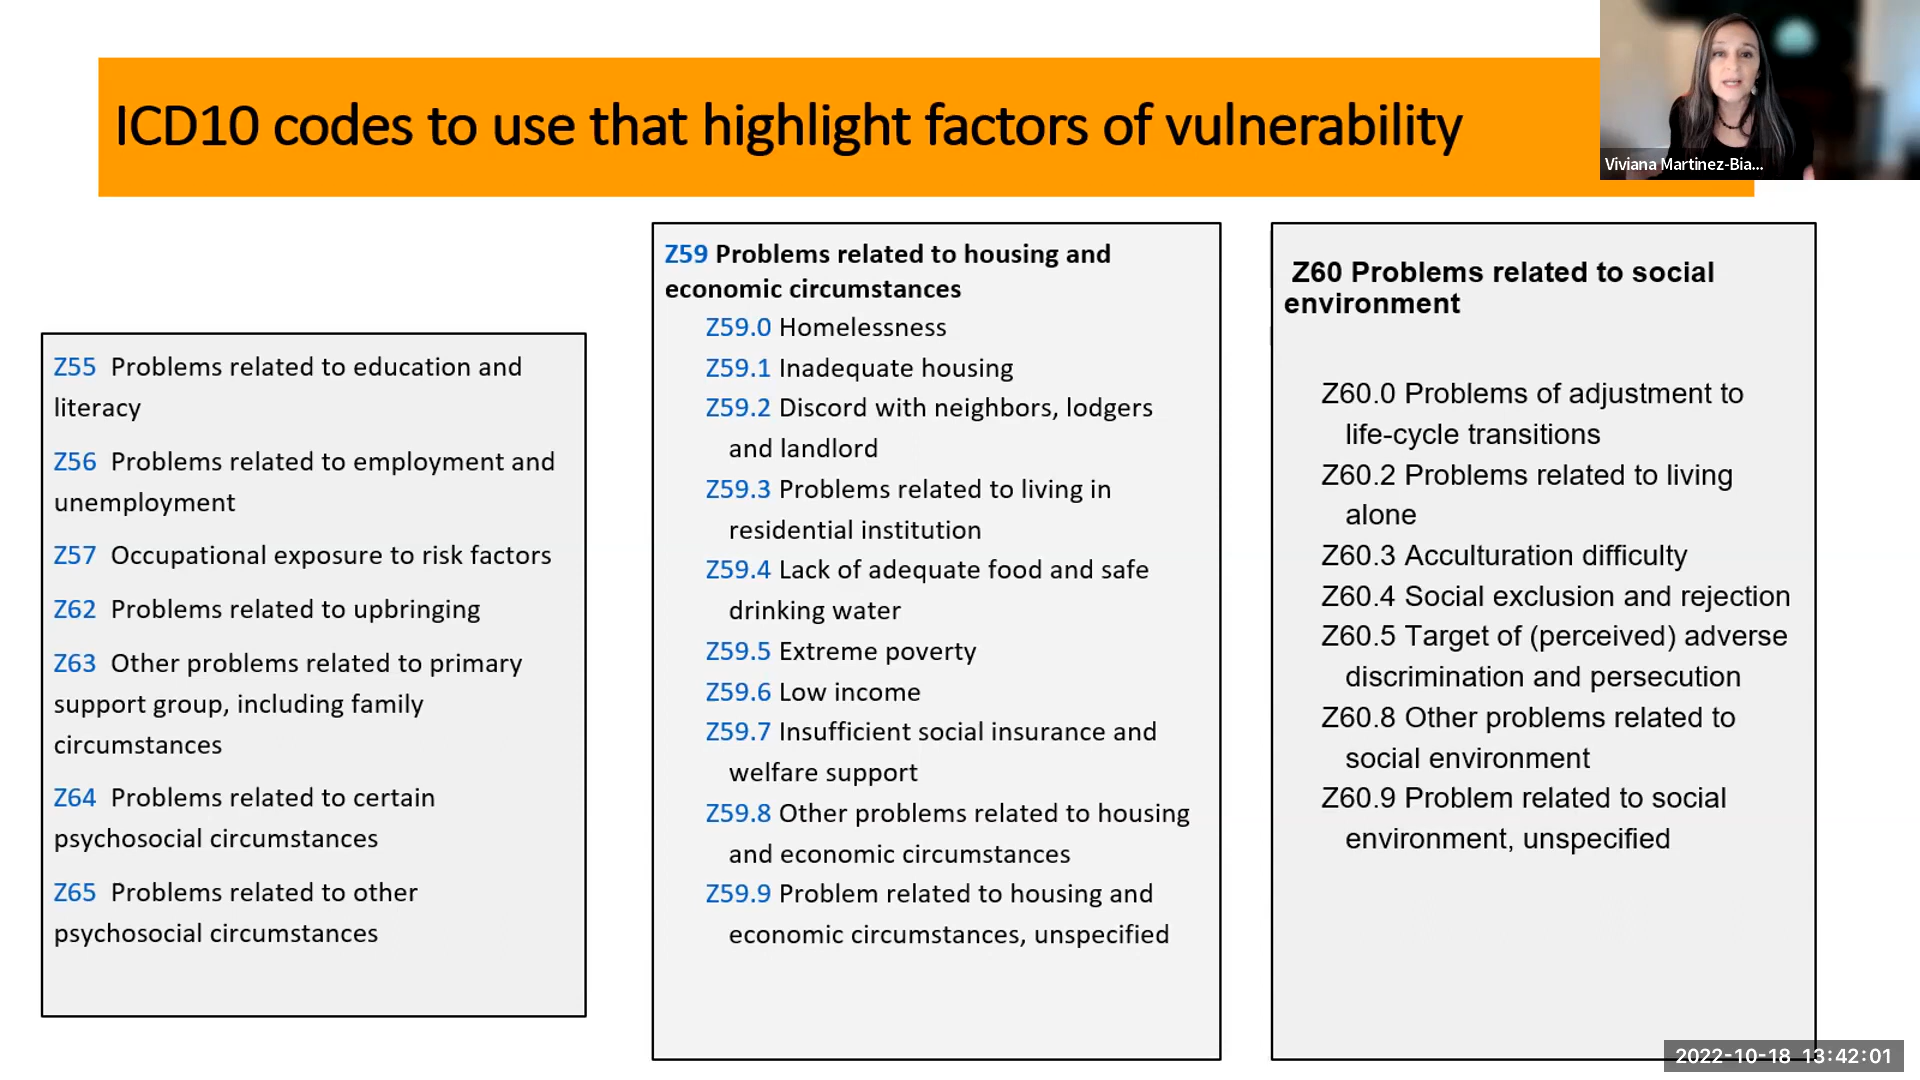 ICD10 codes to use that highlight factors of vulnerability
Viviana Martinez-Bia...
Z55 Problems related to education and
literacy
Z56 Problems related to employment and
unemployment
Z57 Occupational exposure to risk factors
Z62 Problems related to upbringing
Z63 Other problems related to primary
support group, including family
circumstances
Z64 Problems related to certain
psychosocial circumstances
Z65 Problems related to other
psychosocial circumstances
Z59 Problems related to housing and
economic circumstances
Z59.0 Homelessness
Z59.1 Inadequate housing
Z59.2 Discord with neighbors, lodgers
and landlord
Z59.3 Problems related to living in
residential institution
Z59.4 Lack of adequate food and safe
drinking water
Z59.5 Extreme poverty
Z59.6 Low income
Z59.7 Insufficient social insurance and
welfare support
Z59.8 Other problems related to housing
and economic circumstances
Z59.9 Problem related to housing and
economic circumstances, unspecified
Z60 Problems related to social
environment
Z60.0 Problems of adjustment to
life-cycle transitions
Z60.2 Problems related to living
alone
Z60.3 Acculturation difficulty
Z60.4 Social exclusion and rejection
Z60.5 Target of (perceived) adverse
discrimination and persecution
Z60.8 Other problems related to
social environment
Z60.9 Problem related to social
environment, unspecified
2022-10-18 13:42:01